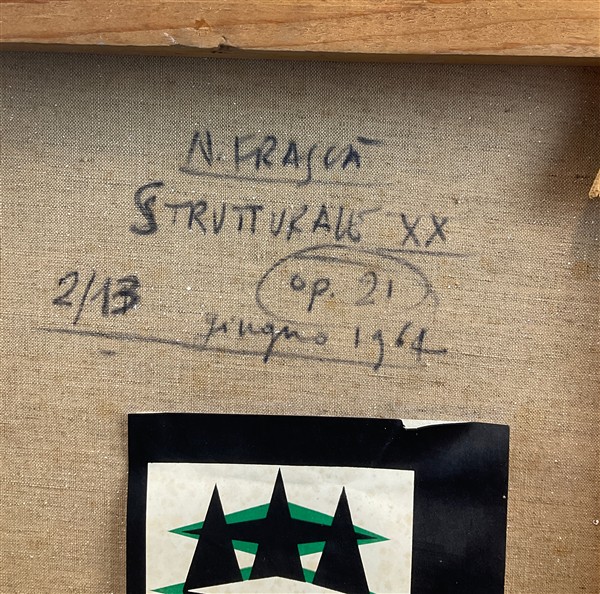 N. FRASCÀ
STRUTTURALE XX
2/13 op. 21
giugno 1964